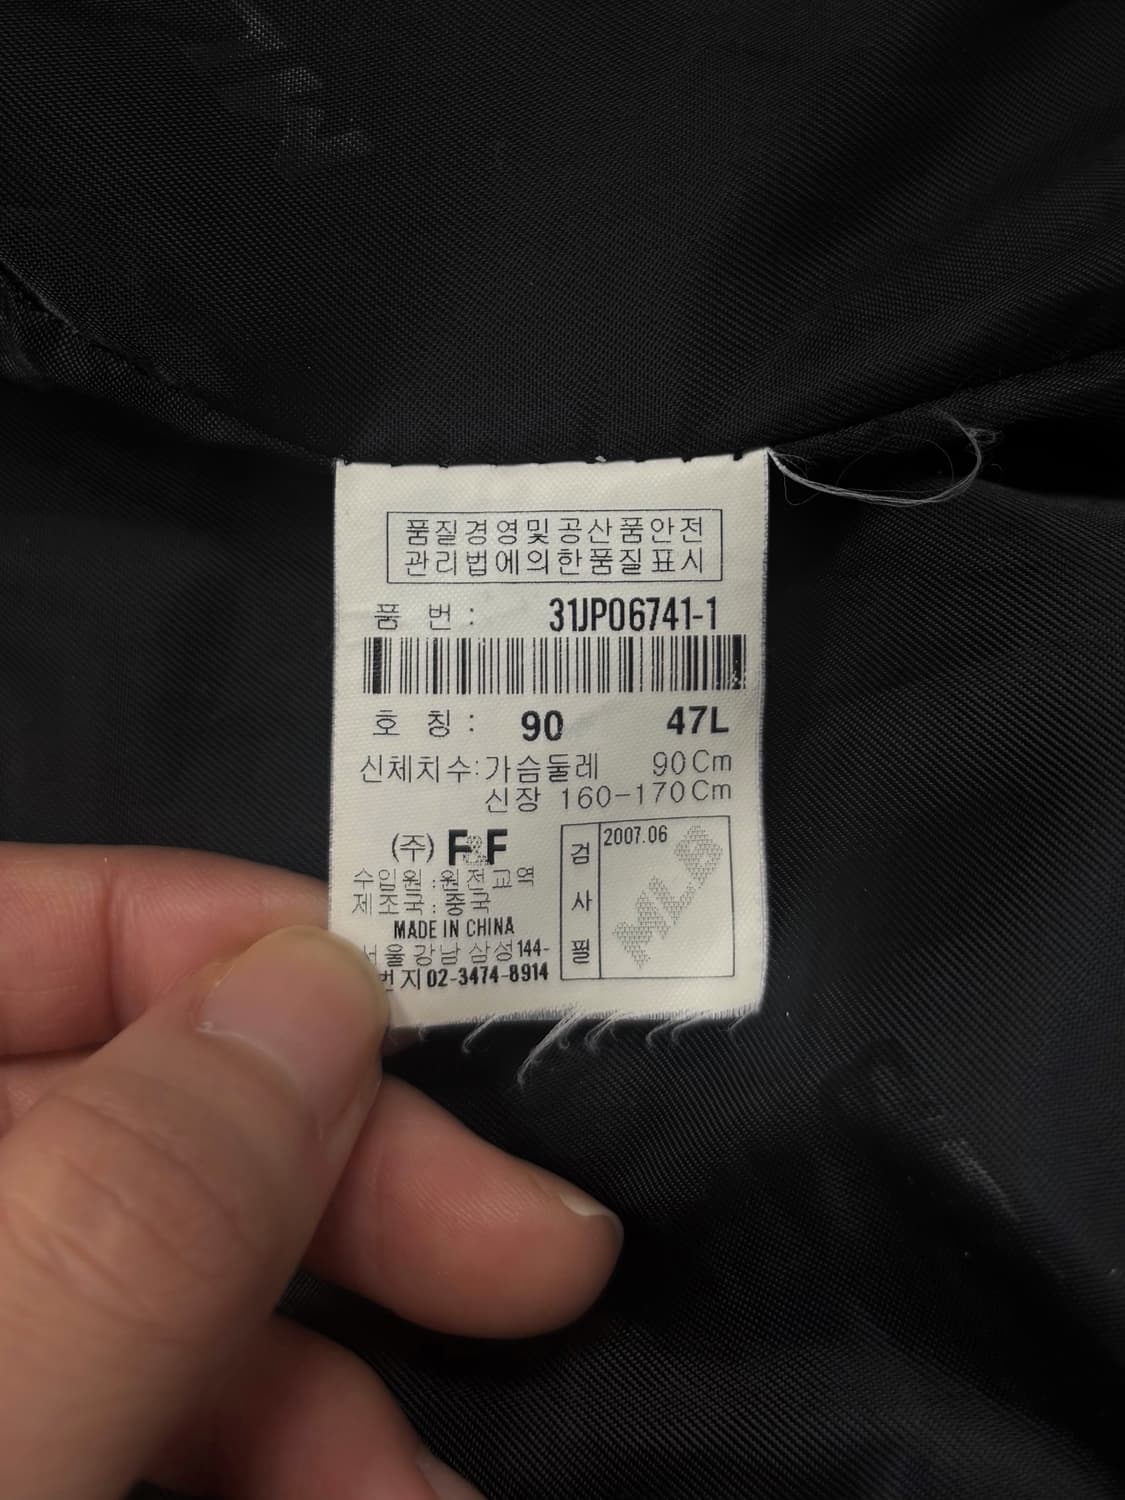 품질경영및공산품안전
관리법에의한품질표시
품 번 : 31JP06741-1
호 칭 : 90 47L
신체치수:가슴둘레 90Cm
신장 160-170Cm
(주) F&F
수입원:원전교역
제조국:중국
MADE IN CHINA
서울 강남 삼성144-
번지 02-3474-8914
검사필
2007.06
MLB